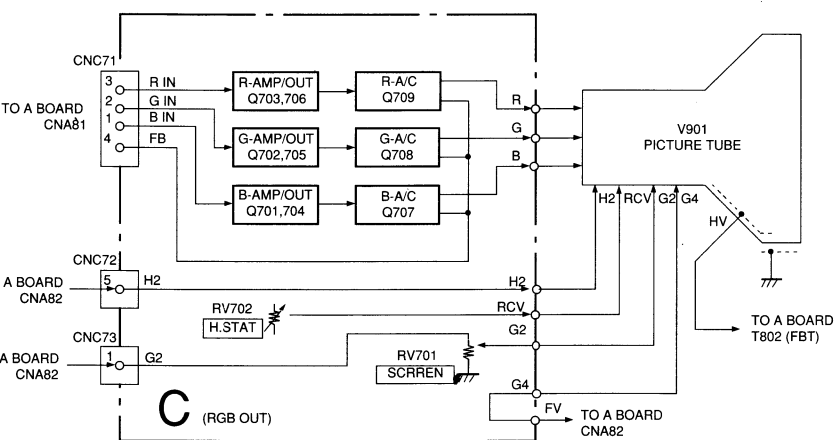 CNC71
TO A BOARD
CNA81
3
R IN
2
G IN
1
B IN
4
FB
R-AMP/OUT
Q703,706
R-A/C
Q709
G-AMP/OUT
Q702,705
G-A/C
Q708
B-AMP/OUT
Q701,704
B-A/C
Q707
R
G
B
V901
PICTURE TUBE
H2
RCV
G2
G4
HV
TO A BOARD
T802 (FBT)
CNC72
A BOARD
CNA82
5
H2
H2
RV702
H.STAT
RCV
G2
CNC73
A BOARD
CNA82
1
G2
RV701
SCRREN
G4
FV
TO A BOARD
CNA82
C (RGB OUT)